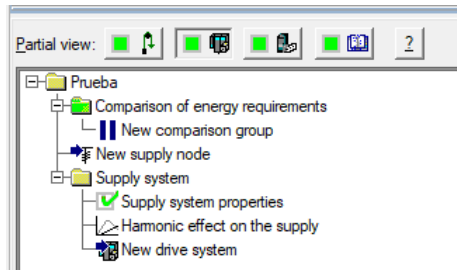 Partial view: ?
Prueba
Comparison of energy requirements
New comparison group
New supply node
Supply system
Supply system properties
Harmonic effect on the supply
New drive system